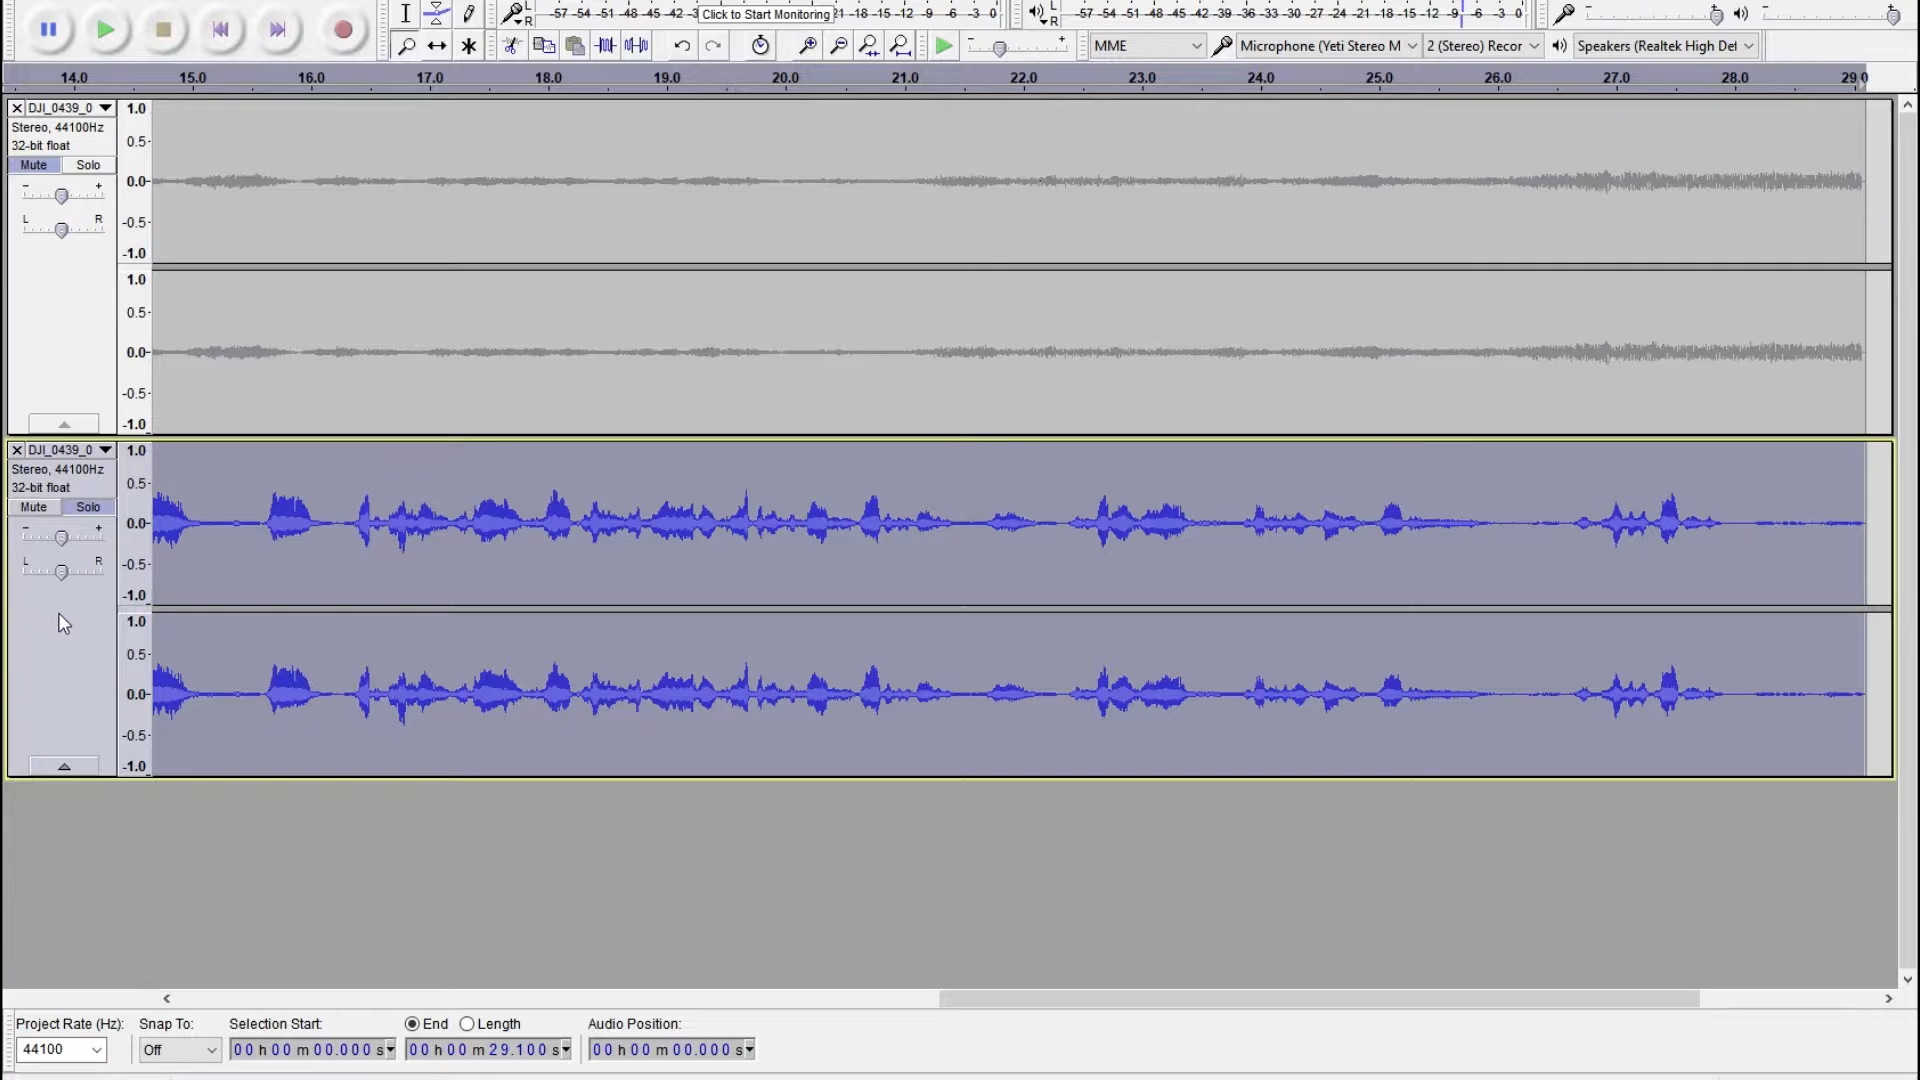 L
R
-57 -54 -51 -48 -45 -42 -3 Click to Start Monitoring 21 -18 -15 -12 -9 -6 -3 0
L
R
-57 -54 -51 -48 -45 -42 -39 -36 -33 -30 -27 -24 -21 -18 -15 -12 -9 -6 -3 0
- +
- +
- +
MME
Microphone (Yeti Stereo M
2 (Stereo) Recor
Speakers (Realtek High Det
14.0 15.0 16.0 17.0 18.0 19.0 20.0 21.0 22.0 23.0 24.0 25.0 26.0 27.0 28.0 29.0
DJI_0439_0
Stereo, 44100Hz
32-bit float
Mute Solo
- +
L R
1.0
0.5
0.0
-0.5
-1.0
1.0
0.5
0.0
-0.5
-1.0
DJI_0439_0
Stereo, 44100Hz
32-bit float
Mute Solo
- +
L R
1.0
0.5
0.0
-0.5
-1.0
1.0
0.5
0.0
-0.5
-1.0
Project Rate (Hz): Snap To: Selection Start: End Length Audio Position:
44100 Off 00 h 00 m 00.000 s 00 h 00 m 29.100 s 00 h 00 m 00.000 s